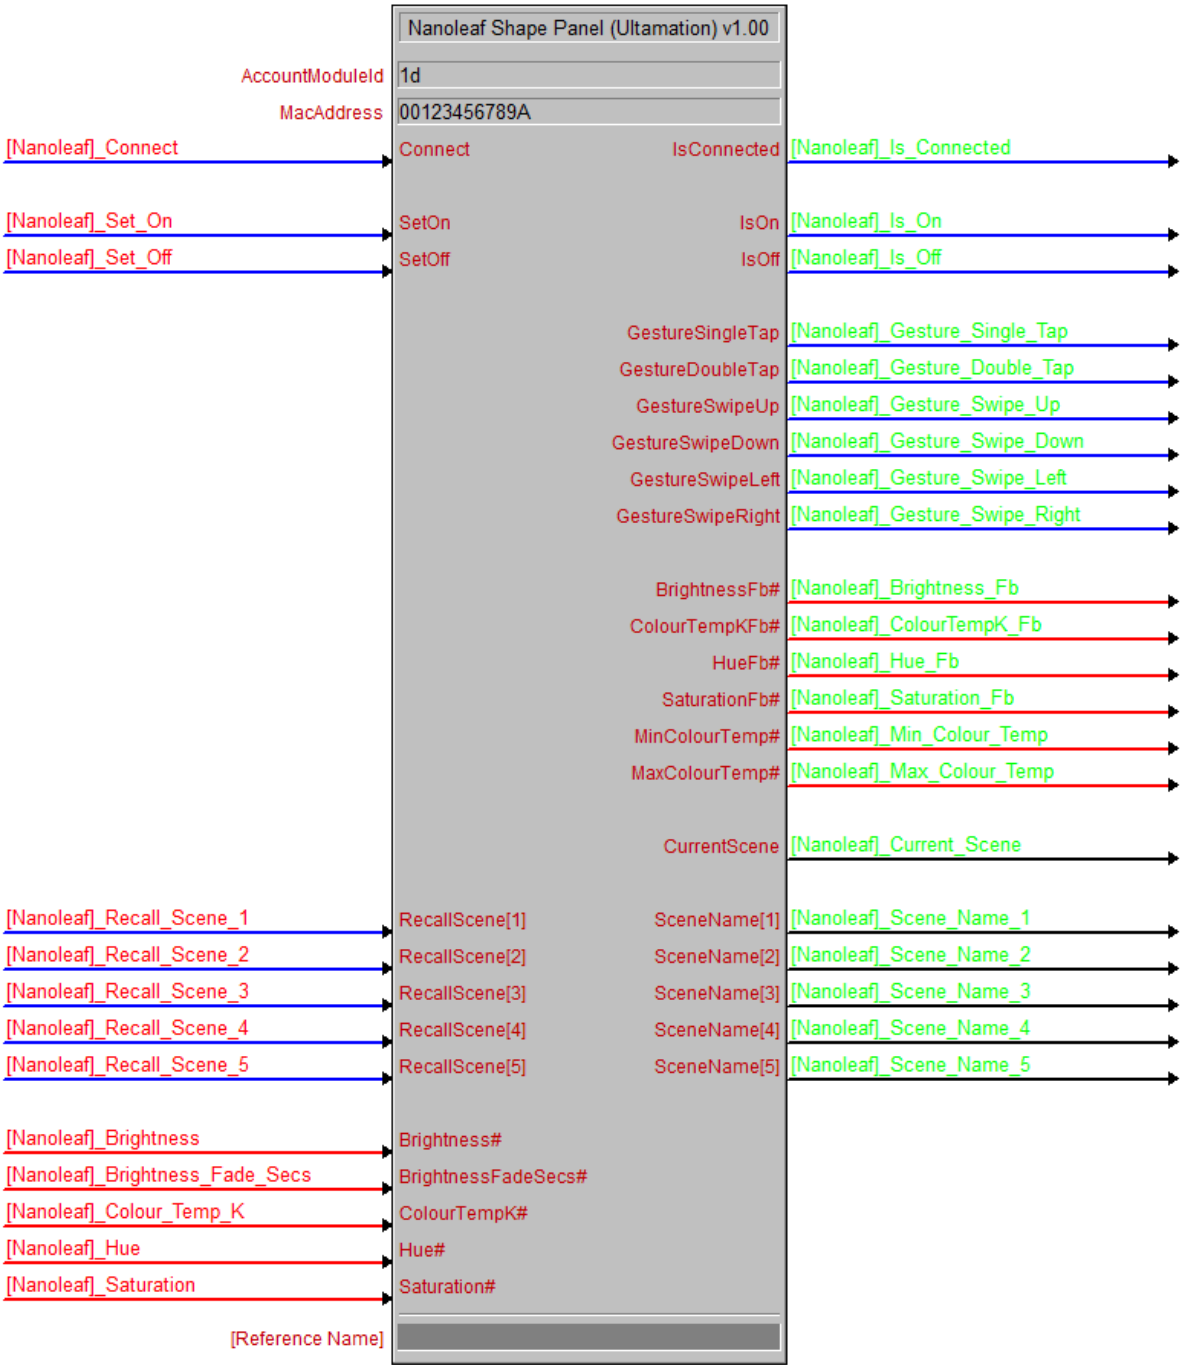 Nanoleaf Shape Panel (Ultamation) v1.00
AccountModuleId 1d
MacAddress 00123456789A
[Nanoleaf]_Connect Connect IsConnected [Nanoleaf]_Is_Connected
[Nanoleaf]_Set_On SetOn IsOn [Nanoleaf]_Is_On
[Nanoleaf]_Set_Off SetOff IsOff [Nanoleaf]_Is_Off
GestureSingleTap [Nanoleaf]_Gesture_Single_Tap
GestureDoubleTap [Nanoleaf]_Gesture_Double_Tap
GestureSwipeUp [Nanoleaf]_Gesture_Swipe_Up
GestureSwipeDown [Nanoleaf]_Gesture_Swipe_Down
GestureSwipeLeft [Nanoleaf]_Gesture_Swipe_Left
GestureSwipeRight [Nanoleaf]_Gesture_Swipe_Right
BrightnessFb# [Nanoleaf]_Brightness_Fb
ColourTempKFb# [Nanoleaf]_ColourTempK_Fb
HueFb# [Nanoleaf]_Hue_Fb
SaturationFb# [Nanoleaf]_Saturation_Fb
MinColourTemp# [Nanoleaf]_Min_Colour_Temp
MaxColourTemp# [Nanoleaf]_Max_Colour_Temp
CurrentScene [Nanoleaf]_Current_Scene
[Nanoleaf]_Recall_Scene_1 RecallScene[1] SceneName[1] [Nanoleaf]_Scene_Name_1
[Nanoleaf]_Recall_Scene_2 RecallScene[2] SceneName[2] [Nanoleaf]_Scene_Name_2
[Nanoleaf]_Recall_Scene_3 RecallScene[3] SceneName[3] [Nanoleaf]_Scene_Name_3
[Nanoleaf]_Recall_Scene_4 RecallScene[4] SceneName[4] [Nanoleaf]_Scene_Name_4
[Nanoleaf]_Recall_Scene_5 RecallScene[5] SceneName[5] [Nanoleaf]_Scene_Name_5
[Nanoleaf]_Brightness Brightness#
[Nanoleaf]_Brightness_Fade_Secs BrightnessFadeSecs#
[Nanoleaf]_Colour_Temp_K ColourTempK#
[Nanoleaf]_Hue Hue#
[Nanoleaf]_Saturation Saturation#
[Reference Name]